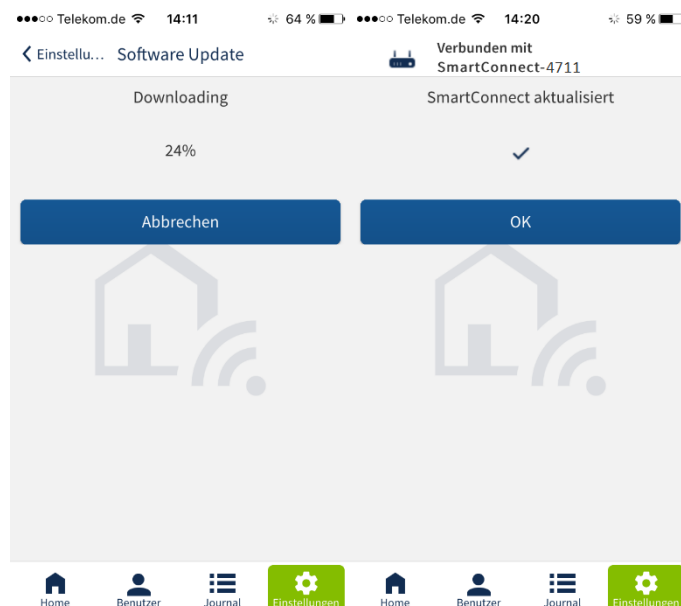 Telekom.de 14:11 64 %
Einstellu... Software Update
Downloading
24%
Abbrechen
Home Benutzer Journal Einstellungen
Telekom.de 14:20 59 %
Verbunden mit
SmartConnect-4711
SmartConnect aktualisiert
OK
Home Benutzer Journal Einstellungen